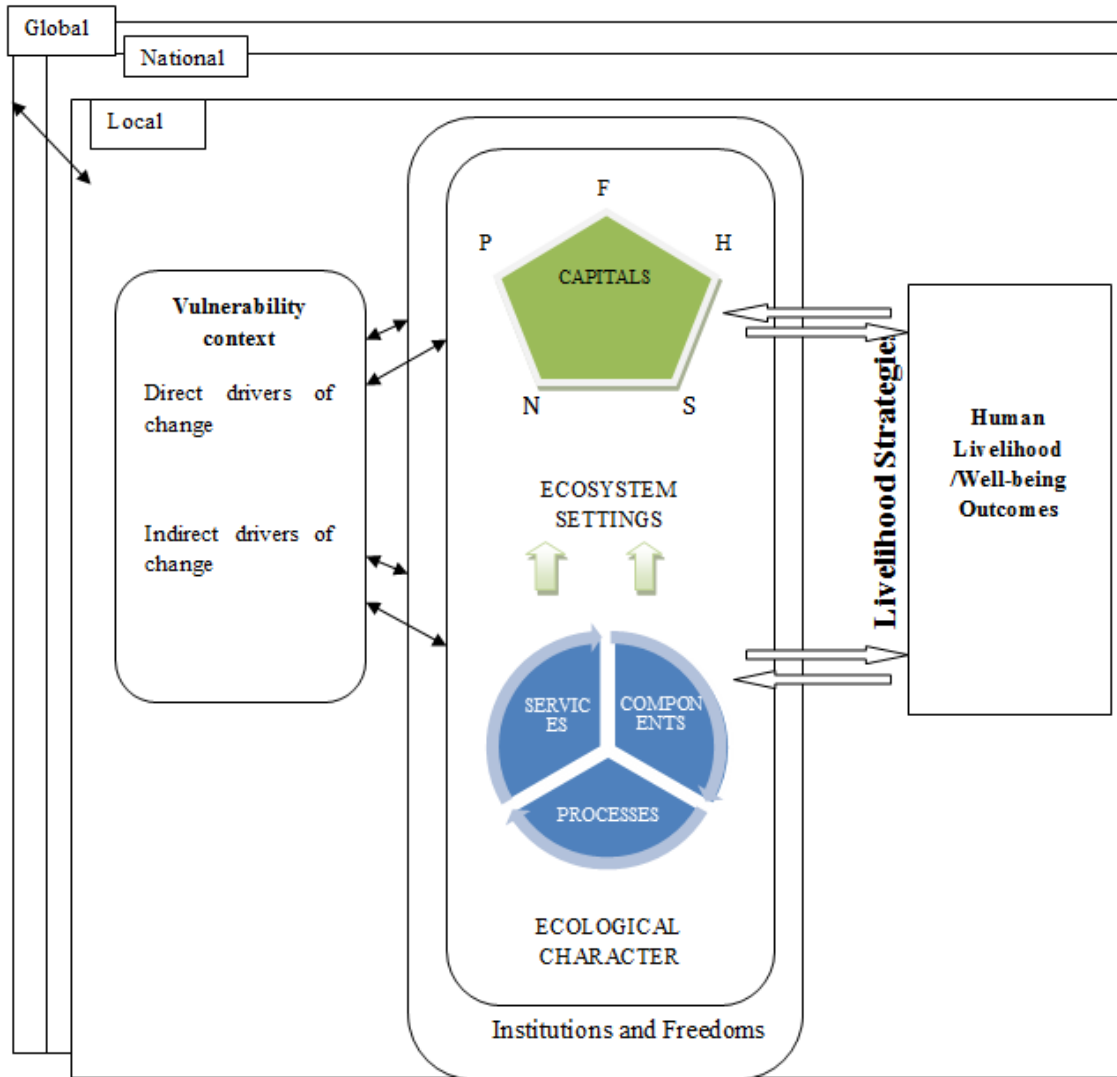 Global
National
Local
Vulnerability
context
Direct drivers of
change
Indirect drivers of
change
F
P
H
CAPITALS
N
S
ECOSYSTEM
SETTINGS
SERVIC
ES
COMPON
ENTS
PROCESSES
ECOLOGICAL
CHARACTER
Institutions and Freedoms
Livelihood Strategie
Human
Livelihood
/Well-being
Outcomes